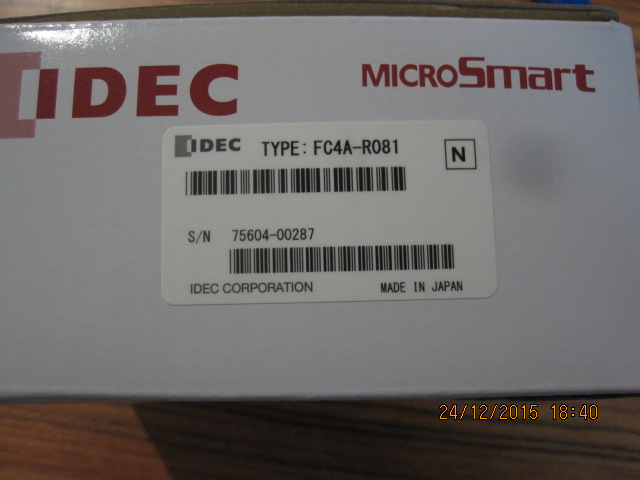 IDEC MICROSmart
IDEC TYPE: FC4A-R081 N
S/N 75604-00287
IDEC CORPORATION MADE IN JAPAN
24/12/2015 18:40